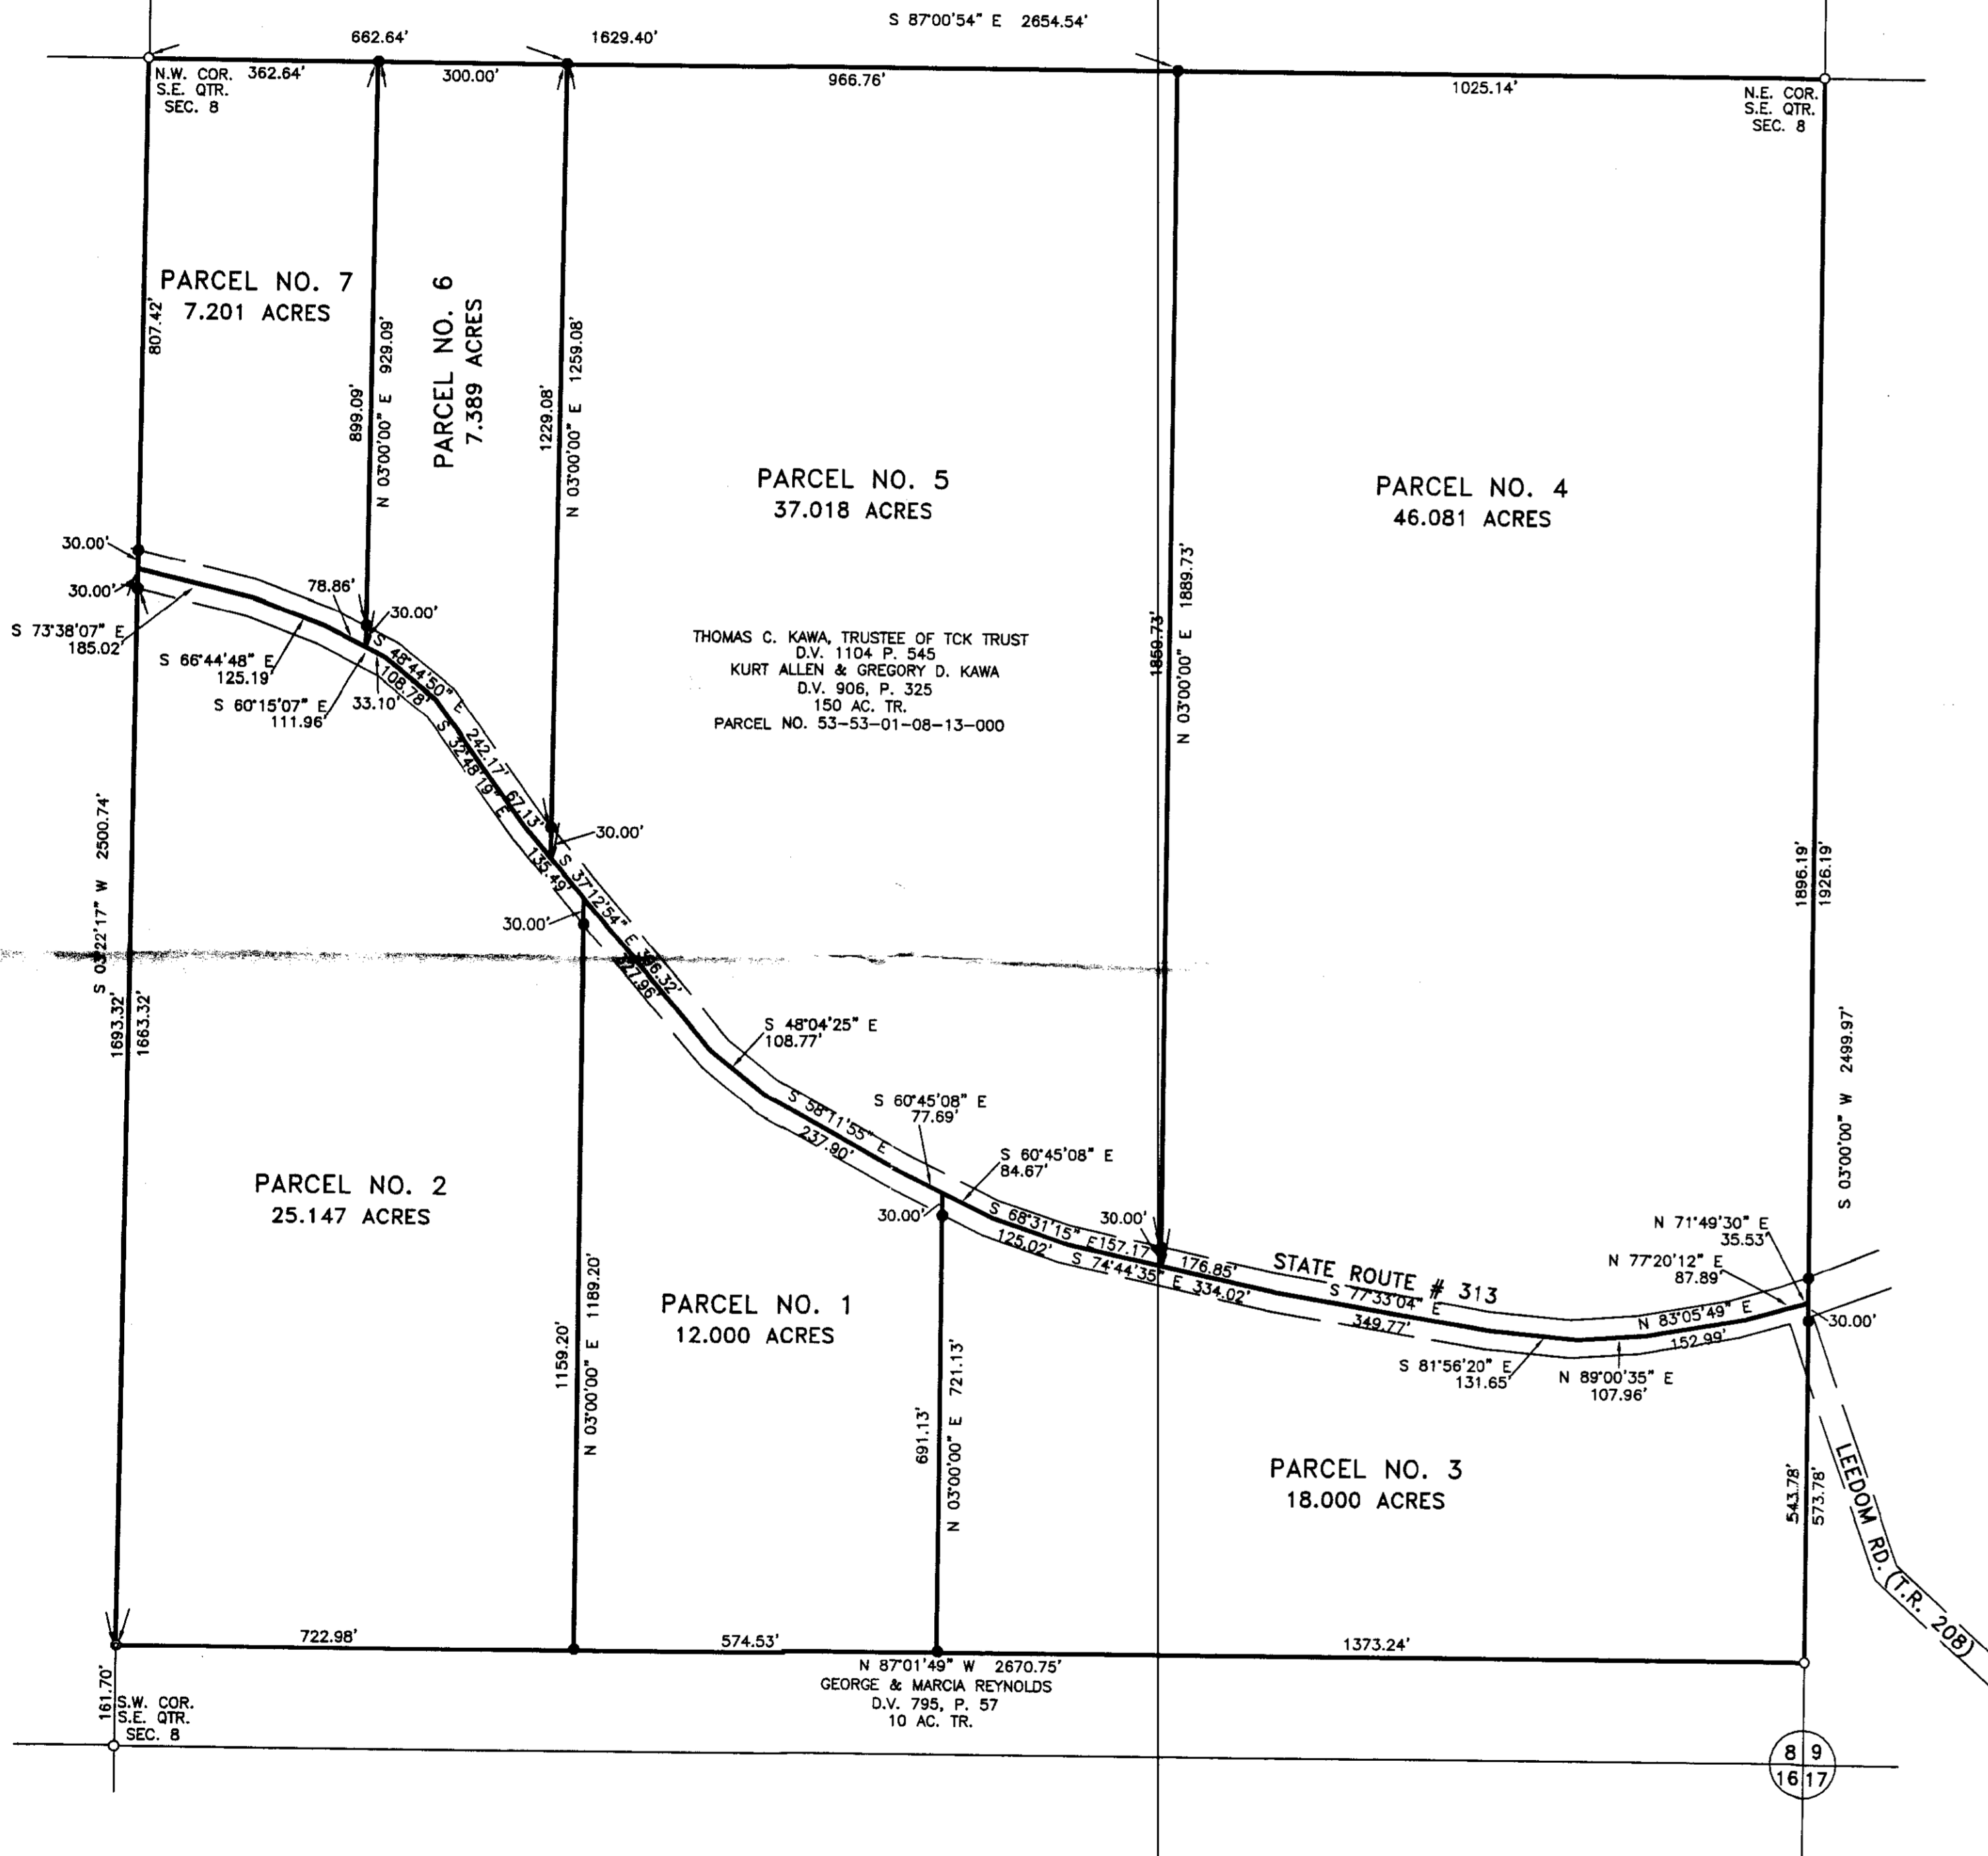 S 87°00'54" E 2654.54'
662.64'
1629.40'
N.W. COR. 362.64'
S.E. QTR.
SEC. 8
300.00'
966.76'
1025.14'
N.E. COR.
S.E. QTR.
SEC. 8
PARCEL NO. 7
7.201 ACRES
807.42'
899.09'
N 03°00'00" E 929.09'
PARCEL NO. 6
7.389 ACRES
1229.08'
N 03°00'00" E 1259.08'
PARCEL NO. 5
37.018 ACRES
PARCEL NO. 4
46.081 ACRES
1859.73'
N 03°00'00" E 1889.73'
THOMAS C. KAWA, TRUSTEE OF TCK TRUST
D.V. 1104 P. 545
KURT ALLEN & GREGORY D. KAWA
D.V. 906, P. 325
150 AC. TR.
PARCEL NO. 53-53-01-08-13-000
30.00'
30.00'
S 73°38'07" E
185.02'
78.86'
30.00'
S 66°44'48" E
125.19'
S 60°15'07" E
111.96'
33.10'
S 48°44'50" E
108.78'
242.17'
S 32°48'19" E
67.13'
30.00'
135.49'
S 37°12'54" E 396.32'
30.00'
327.96'
S 03°22'17" W 2500.74'
1693.32'
1663.32'
1896.19'
1926.19'
S 03°00'00" W 2499.97'
S 48°04'25" E
108.77'
S 58°11'55" E
237.90'
S 60°45'08" E
77.69'
S 60°45'08" E
84.67'
30.00'
S 68°31'15" E
125.02'
157.17'
30.00'
S 74°44'35" E 334.02'
176.85'
STATE ROUTE # 313
S 77°33'04" E
349.77'
N 71°49'30" E
35.53'
N 77°20'12" E
87.89'
N 83°05'49" E
152.99'
30.00'
S 81°56'20" E
131.65'
N 89°00'35" E
107.96'
PARCEL NO. 2
25.147 ACRES
1159.20'
N 03°00'00" E 1189.20'
PARCEL NO. 1
12.000 ACRES
691.13'
N 03°00'00" E 721.13'
PARCEL NO. 3
18.000 ACRES
543.78'
573.78'
LEEDOM RD. (T.R. 208)
722.98'
574.53'
1373.24'
N 87°01'49" W 2670.75'
GEORGE & MARCIA REYNOLDS
D.V. 795, P. 57
10 AC. TR.
161.70'
S.W. COR.
S.E. QTR.
SEC. 8
8 9
16 17